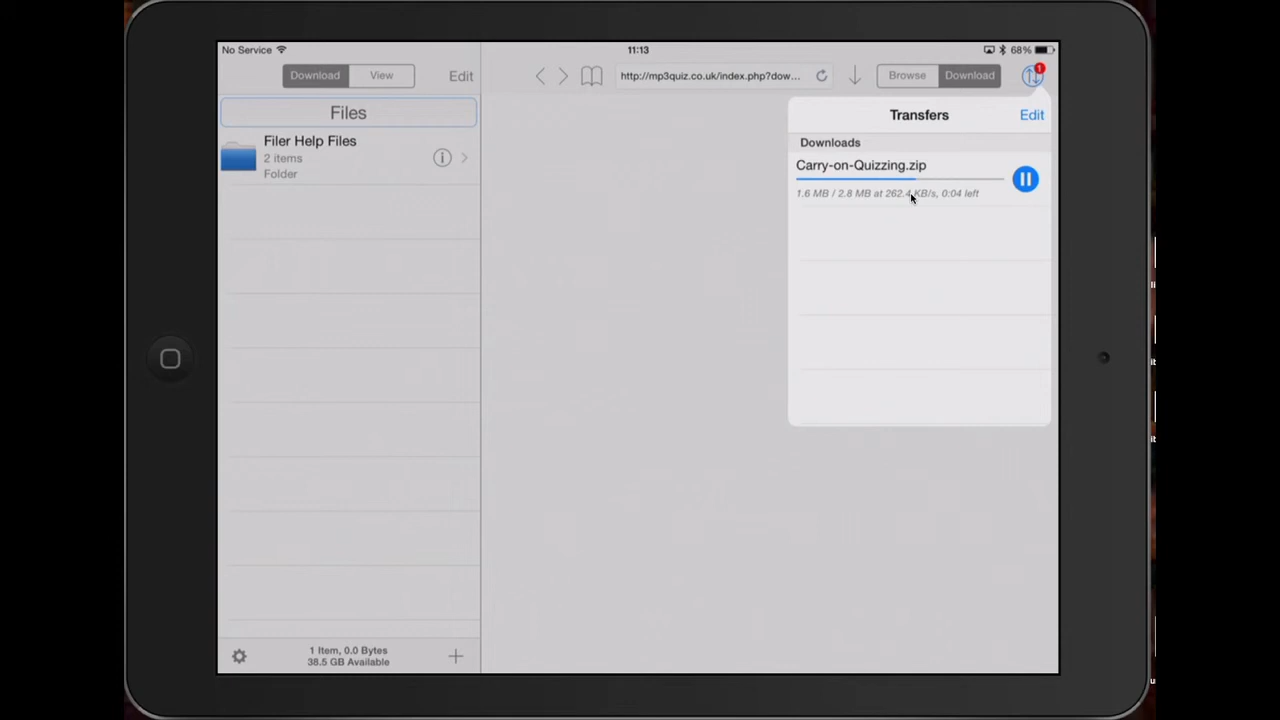 No Service
11:13
68%
Download
View
Edit
http://mp3quiz.co.uk/index.php?dow...
Browse
Download
1
Files
Filer Help Files
2 items
Folder
Transfers
Edit
Downloads
Carry-on-Quizzing.zip
1.6 MB / 2.8 MB at 262.4 KB/s, 0:04 left
1 Item, 0.0 Bytes
38.5 GB Available